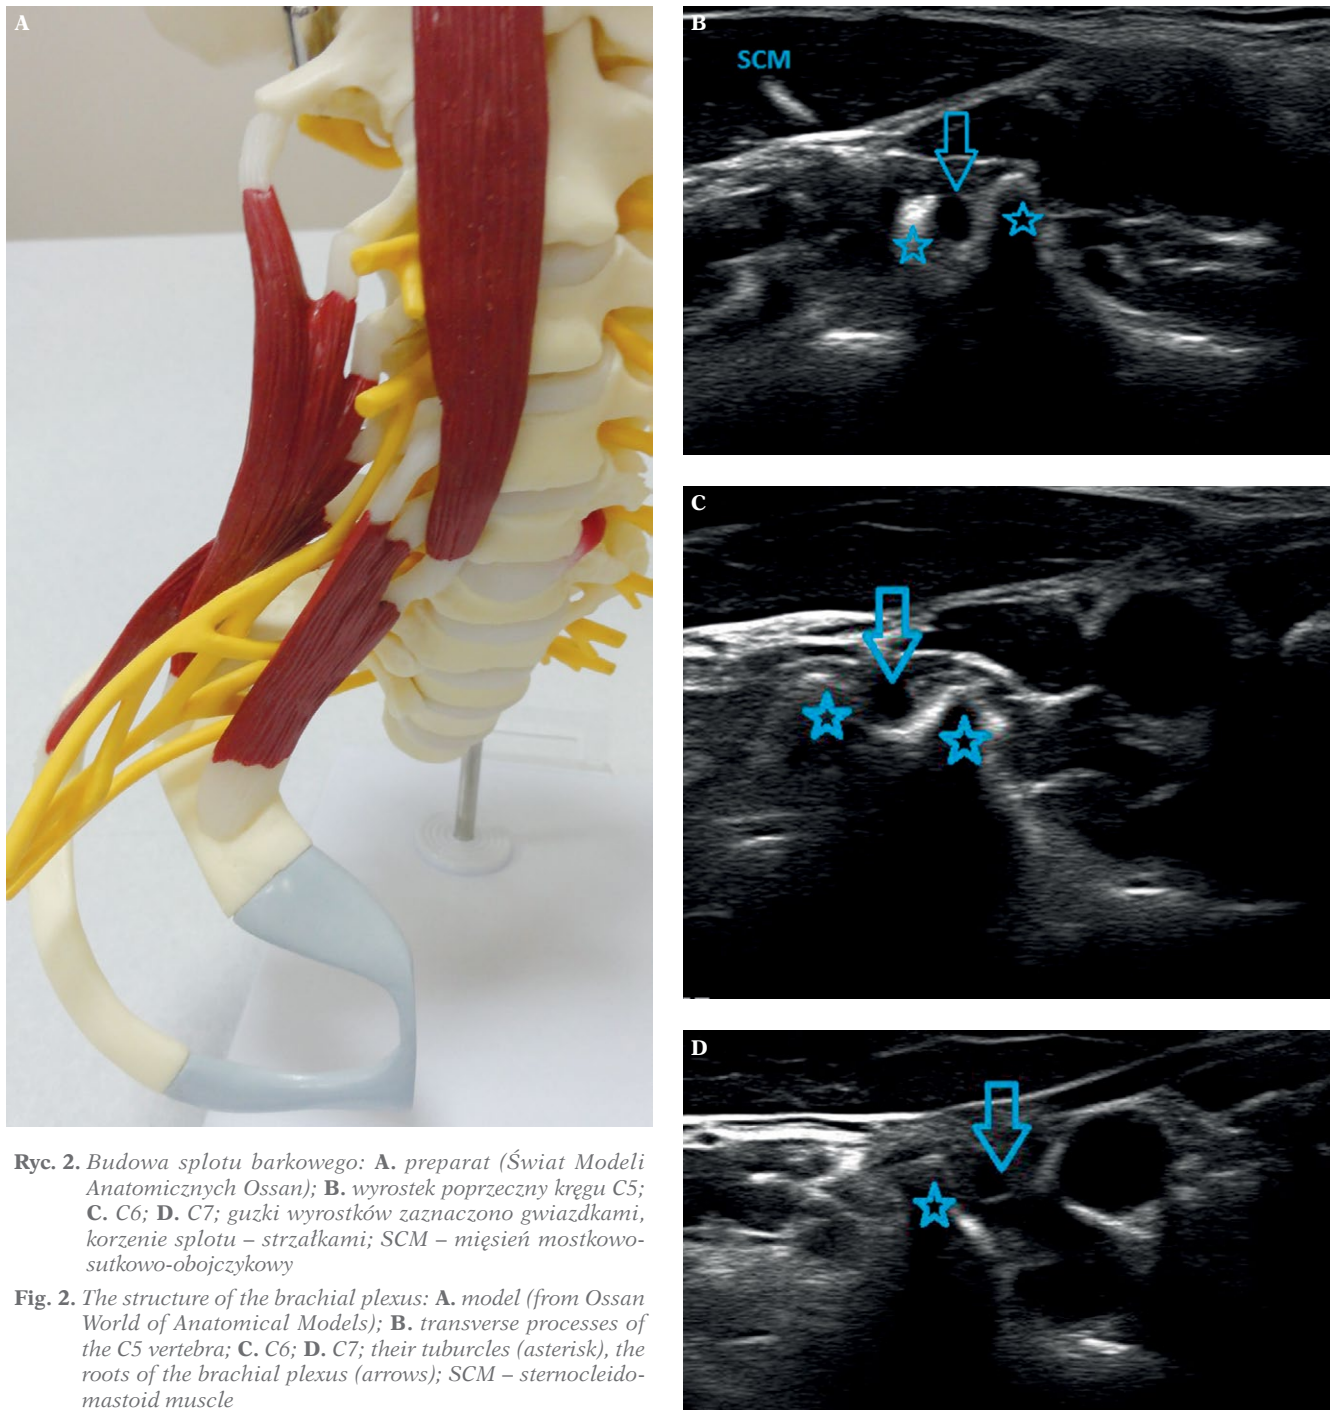 A
B
SCM
C
D
Ryc. 2. Budowa splotu barkowego: A. preparat (Świat Modeli
Anatomicznych Ossan); B. wyrostek poprzeczny kręgu C5;
C. C6; D. C7; guzki wyrostków zaznaczono gwiazdkami,
korzenie splotu – strzałkami; SCM – mięsień mostkowo-
sutkowo-obojczykowy
Fig. 2. The structure of the brachial plexus: A. model (from Ossan
World of Anatomical Models); B. transverse processes of
the C5 vertebra; C. C6; D. C7; their tuburcles (asterisk), the
roots of the brachial plexus (arrows); SCM – sternocleido-
mastoid muscle